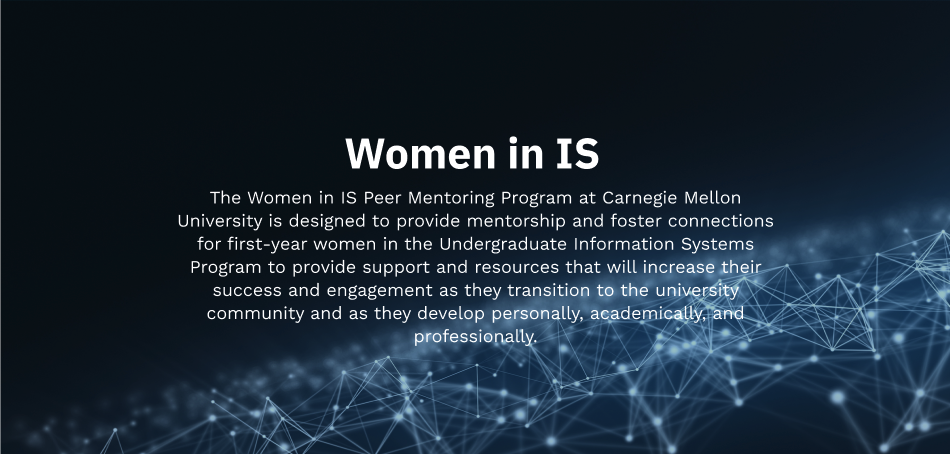 Women in IS
The Women in IS Peer Mentoring Program at Carnegie Mellon
University is designed to provide mentorship and foster connections
for first-year women in the Undergraduate Information Systems
Program to provide support and resources that will increase their
success and engagement as they transition to the university
community and as they develop personally, academically, and
professionally.